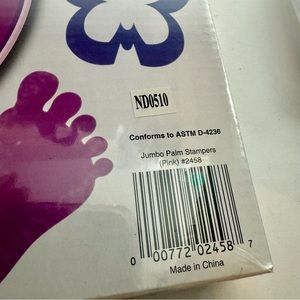 ND0510
Conforms to ASTM D-4236
Jumbo Palm Stampers
(Pink) #2458
0 00772 02458 7
Made in China